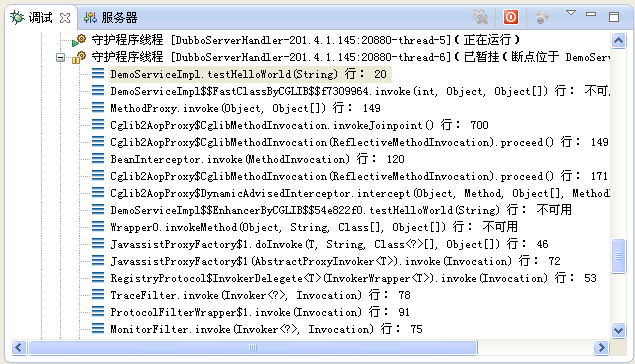 调试 服务器
守护程序线程 [DubboServerHandler-201.4.1.145:20880-thread-5]（正在运行）
守护程序线程 [DubboServerHandler-201.4.1.145:20880-thread-6]（已暂挂（断点位于 DemoServ
DemoServiceImpl.testHelloWorld(String) 行： 20
DemoServiceImpl$$FastClassByCGLIB$$f7309964.invoke(int, Object, Object[]) 行： 不可用
MethodProxy.invoke(Object, Object[]) 行： 149
Cglib2AopProxy$CglibMethodInvocation.invokeJoinpoint() 行： 700
Cglib2AopProxy$CglibMethodInvocation(ReflectiveMethodInvocation).proceed() 行： 149
BeanInterceptor.invoke(MethodInvocation) 行： 120
Cglib2AopProxy$CglibMethodInvocation(ReflectiveMethodInvocation).proceed() 行： 171
Cglib2AopProxy$DynamicAdvisedInterceptor.intercept(Object, Method, Object[], Method
DemoServiceImpl$$EnhancerByCGLIB$$54e822f0.testHelloWorld(String) 行： 不可用
Wrapper0.invokeMethod(Object, String, Class[], Object[]) 行： 不可用
JavassistProxyFactory$1.doInvoke(T, String, Class<?>[], Object[]) 行： 46
JavassistProxyFactory$1(AbstractProxyInvoker<T>).invoke(Invocation) 行： 72
RegistryProtocol$InvokerDelegete<T>(InvokerWrapper<T>).invoke(Invocation) 行： 53
TraceFilter.invoke(Invoker<?>, Invocation) 行： 78
ProtocolFilterWrapper$1.invoke(Invocation) 行： 91
MonitorFilter.invoke(Invoker<?>, Invocation) 行： 75